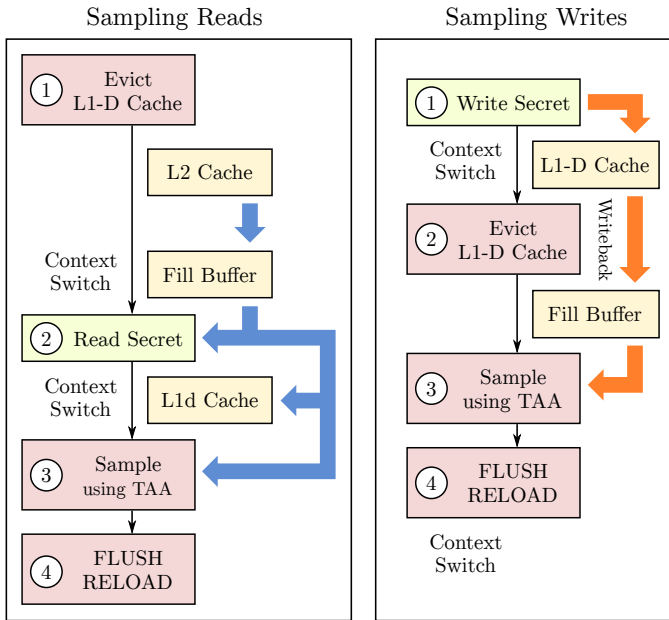 Sampling Reads
1
Evict
L1-D Cache
L2 Cache
Fill Buffer
Context
Switch
2
Read Secret
Context
Switch
L1d Cache
3
Sample
using TAA
4
FLUSH
RELOAD
Sampling Writes
1
Write Secret
Context
Switch
L1-D Cache
2
Evict
L1-D Cache
Writeback
Fill Buffer
3
Sample
using TAA
4
FLUSH
RELOAD
Context
Switch